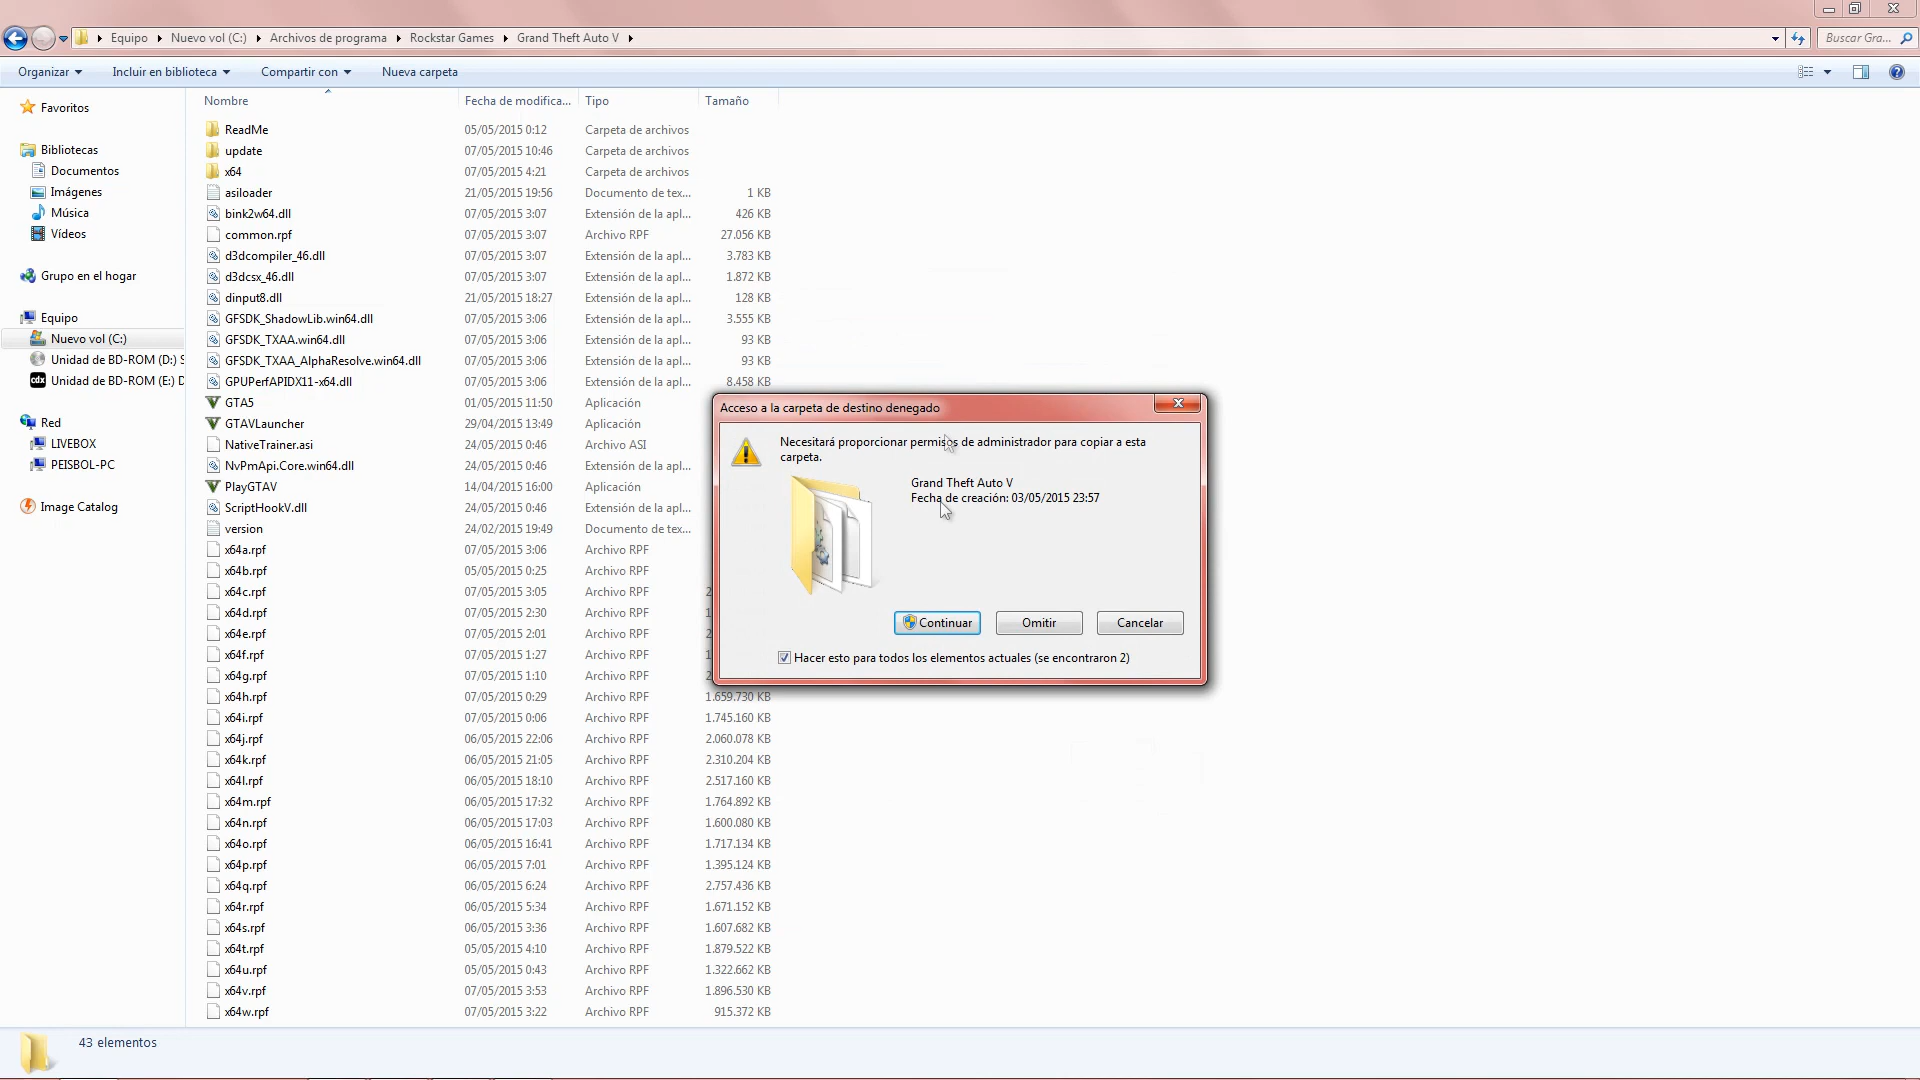 Equipo Nuevo vol (C:) Archivos de programa Rockstar Games Grand Theft Auto V Buscar Gra...
Organizar Incluir en biblioteca Compartir con Nueva carpeta
Favoritos
Bibliotecas
Documentos
Imágenes
Música
Vídeos
Grupo en el hogar
Equipo
Nuevo vol (C:)
Unidad de BD-ROM (D:) S
Unidad de BD-ROM (E:) D
Red
LIVEBOX
PEISBOL-PC
Image Catalog
Nombre Fecha de modifica... Tipo Tamaño
ReadMe 05/05/2015 0:12 Carpeta de archivos
update 07/05/2015 10:46 Carpeta de archivos
x64 07/05/2015 4:21 Carpeta de archivos
asiloader 21/05/2015 19:56 Documento de tex... 1 KB
bink2w64.dll 07/05/2015 3:07 Extensión de la apl... 426 KB
common.rpf 07/05/2015 3:07 Archivo RPF 27.056 KB
d3dcompiler_46.dll 07/05/2015 3:07 Extensión de la apl... 3.783 KB
d3dcsx_46.dll 07/05/2015 3:07 Extensión de la apl... 1.872 KB
dinput8.dll 21/05/2015 18:27 Extensión de la apl... 128 KB
GFSDK_ShadowLib.win64.dll 07/05/2015 3:06 Extensión de la apl... 3.555 KB
GFSDK_TXAA.win64.dll 07/05/2015 3:06 Extensión de la apl... 93 KB
GFSDK_TXAA_AlphaResolve.win64.dll 07/05/2015 3:06 Extensión de la apl... 93 KB
GPUPerfAPIDX11-x64.dll 07/05/2015 3:06 Extensión de la apl... 8.458 KB
GTA5 01/05/2015 11:50 Aplicación
GTAVLauncher 29/04/2015 13:49 Aplicación
NativeTrainer.asi 24/05/2015 0:46 Archivo ASI
NvPmApi.Core.win64.dll 24/05/2015 0:46 Extensión de la apl...
PlayGTAV 14/04/2015 16:00 Aplicación
ScriptHookV.dll 24/05/2015 0:46 Extensión de la apl...
version 24/02/2015 19:49 Documento de tex...
x64a.rpf 07/05/2015 3:06 Archivo RPF
x64b.rpf 05/05/2015 0:25 Archivo RPF
x64c.rpf 07/05/2015 3:05 Archivo RPF 2
x64d.rpf 07/05/2015 2:30 Archivo RPF 1
x64e.rpf 07/05/2015 2:01 Archivo RPF 2
x64f.rpf 07/05/2015 1:27 Archivo RPF 1
x64g.rpf 07/05/2015 1:10 Archivo RPF 2
x64h.rpf 07/05/2015 0:29 Archivo RPF 1.659.730 KB
x64i.rpf 07/05/2015 0:06 Archivo RPF 1.745.160 KB
x64j.rpf 06/05/2015 22:06 Archivo RPF 2.060.078 KB
x64k.rpf 06/05/2015 21:05 Archivo RPF 2.310.204 KB
x64l.rpf 06/05/2015 18:10 Archivo RPF 2.517.160 KB
x64m.rpf 06/05/2015 17:32 Archivo RPF 1.764.892 KB
x64n.rpf 06/05/2015 17:03 Archivo RPF 1.600.080 KB
x64o.rpf 06/05/2015 16:41 Archivo RPF 1.717.134 KB
x64p.rpf 06/05/2015 7:01 Archivo RPF 1.395.124 KB
x64q.rpf 06/05/2015 6:24 Archivo RPF 2.757.436 KB
x64r.rpf 06/05/2015 5:34 Archivo RPF 1.671.152 KB
x64s.rpf 06/05/2015 3:36 Archivo RPF 1.607.682 KB
x64t.rpf 05/05/2015 4:10 Archivo RPF 1.879.522 KB
x64u.rpf 05/05/2015 0:43 Archivo RPF 1.322.662 KB
x64v.rpf 07/05/2015 3:53 Archivo RPF 1.896.530 KB
x64w.rpf 07/05/2015 3:22 Archivo RPF 915.372 KB
Acceso a la carpeta de destino denegado
Necesitará proporcionar permisos de administrador para copiar a esta
carpeta.
Grand Theft Auto V
Fecha de creación: 03/05/2015 23:57
Continuar Omitir Cancelar
Hacer esto para todos los elementos actuales (se encontraron 2)
43 elementos